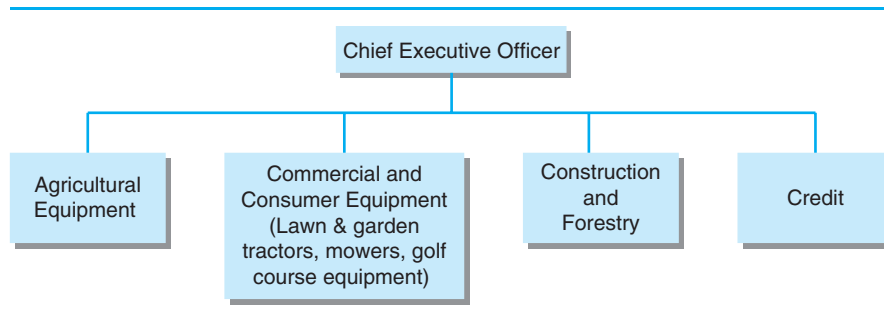 Chief Executive Officer
Agricultural
Equipment
Commercial and
Consumer Equipment
(Lawn & garden
tractors, mowers, golf
course equipment)
Construction
and
Forestry
Credit